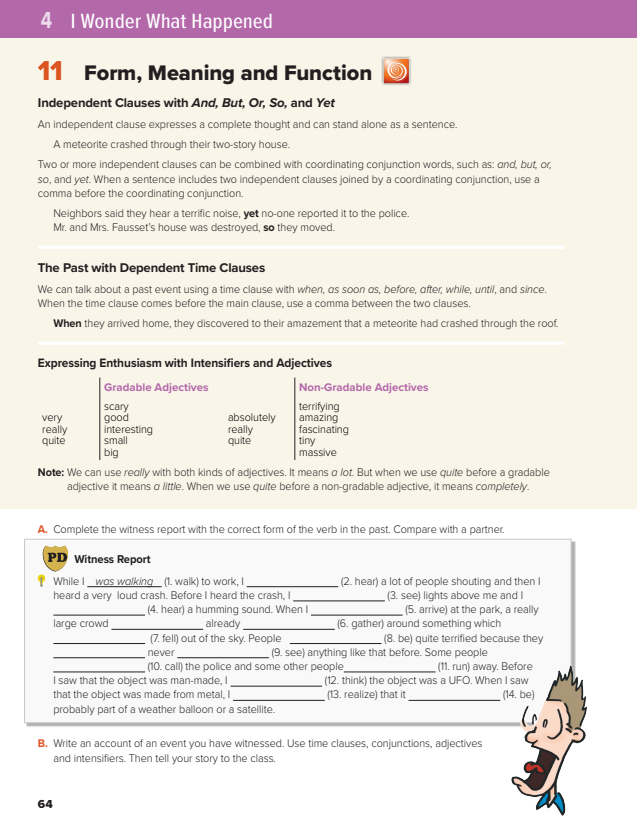 4 I Wonder What Happened
11 Form, Meaning and Function
Independent Clauses with And, But, Or, So, and Yet
An independent clause expresses a complete thought and can stand alone as a sentence.
A meteorite crashed through their two-story house.
Two or more independent clauses can be combined with coordinating conjunction words, such as: and, but, or,
so, and yet. When a sentence includes two independent clauses joined by a coordinating conjunction, use a
comma before the coordinating conjunction.
Neighbors said they hear a terrific noise, yet no-one reported it to the police.
Mr. and Mrs. Fausset's house was destroyed, so they moved.
The Past with Dependent Time Clauses
We can talk about a past event using a time clause with when, as soon as, before, after, while, until, and since.
When the time clause comes before the main clause, use a comma between the two clauses.
When they arrived home, they discovered to their amazement that a meteorite had crashed through the roof.
Expressing Enthusiasm with Intensifiers and Adjectives
Gradable Adjectives Non-Gradable Adjectives
scary terrifying
very good absolutely amazing
really interesting really fascinating
quite small quite tiny
big massive
Note: We can use really with both kinds of adjectives. It means a lot. But when we use quite before a gradable
adjective it means a little. When we use quite before a non-gradable adjective, it means completely.
A. Complete the witness report with the correct form of the verb in the past. Compare with a partner.
PD Witness Report
While I was walking (1. walk) to work, I ____________ (2. hear) a lot of people shouting and then I
heard a very loud crash. Before I heard the crash, I ____________ (3. see) lights above me and I
____________ (4. hear) a humming sound. When I ____________ (5. arrive) at the park, a really
large crowd ____________ already ____________ (6. gather) around something which
____________ (7. fell) out of the sky. People ____________ (8. be) quite terrified because they
____________ never ____________ (9. see) anything like that before. Some people
____________ (10. call) the police and some other people____________ (11. run) away. Before
I saw that the object was man-made, I ____________ (12. think) the object was a UFO. When I saw
that the object was made from metal, I ____________ (13. realize) that it ____________ (14. be)
probably part of a weather balloon or a satellite.
B. Write an account of an event you have witnessed. Use time clauses, conjunctions, adjectives
and intensifiers. Then tell your story to the class.
64